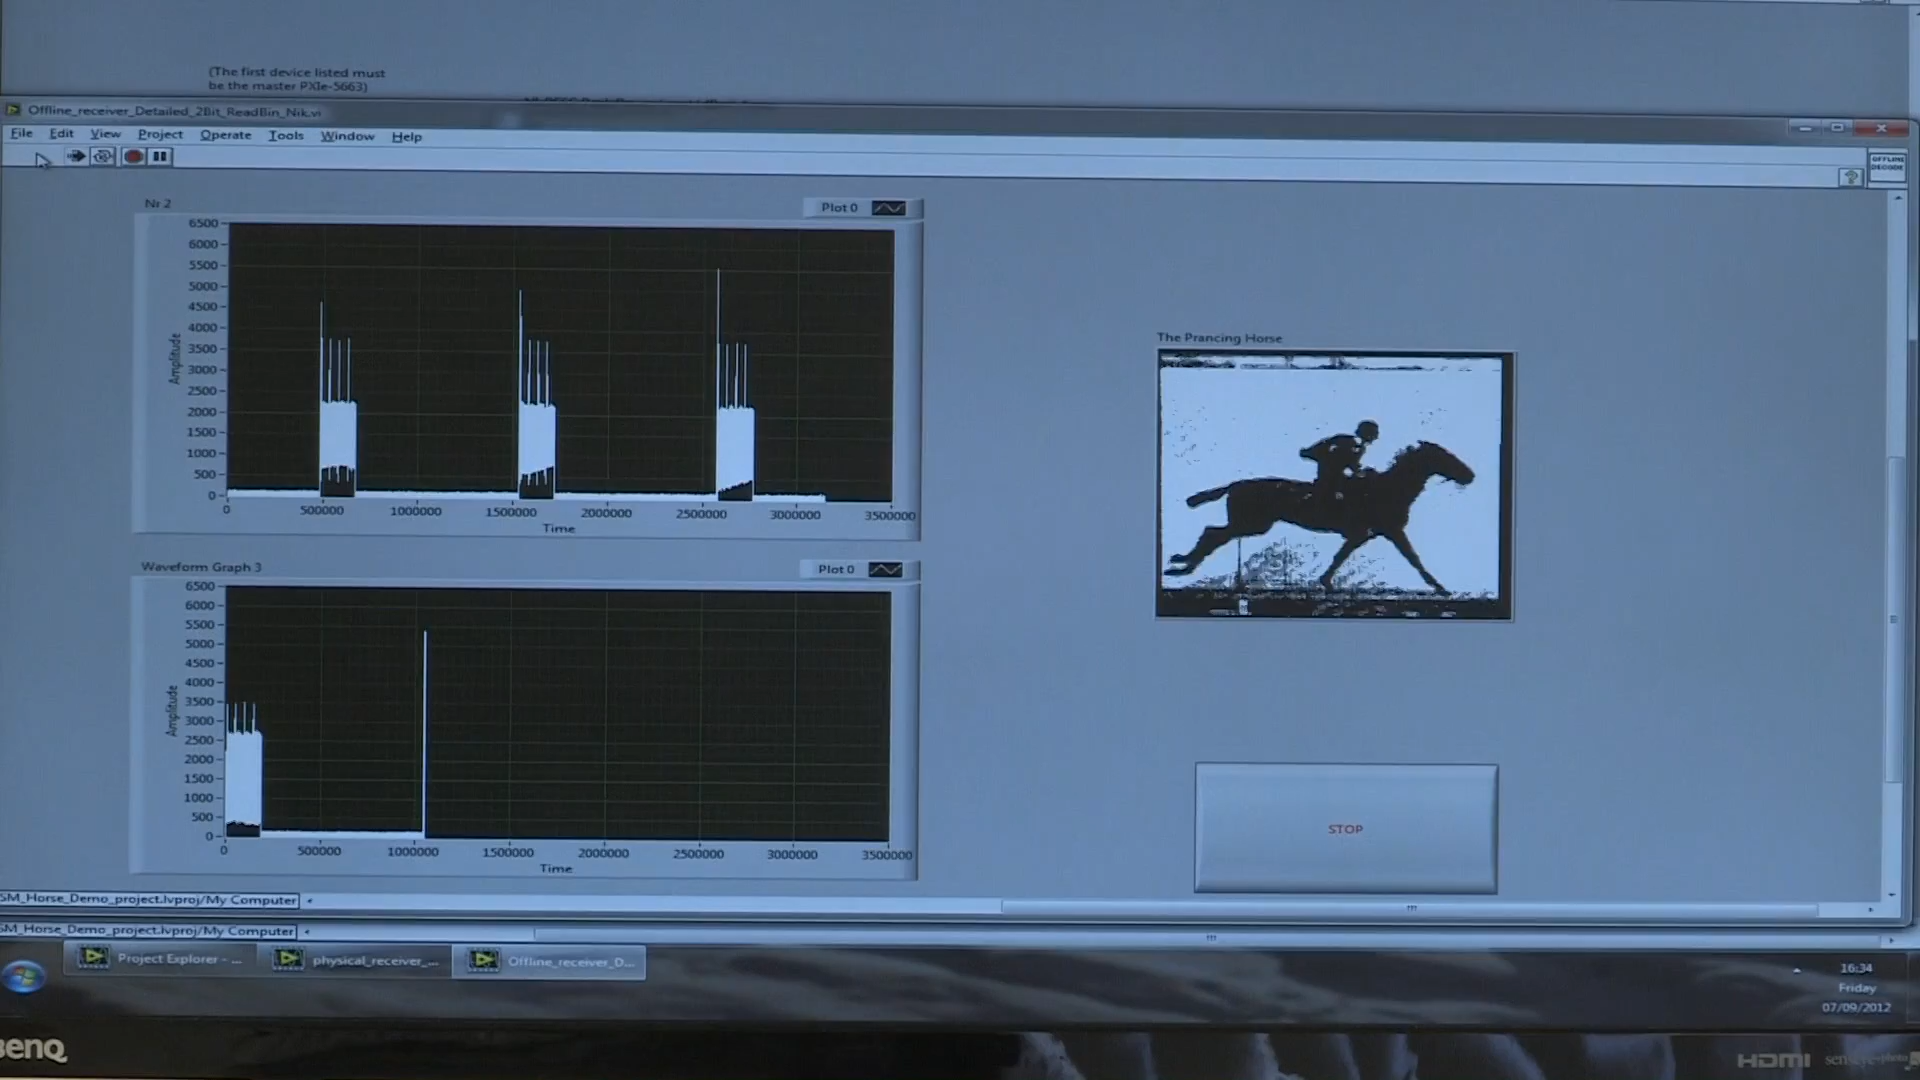 (The first device listed must
be the master PXIe-5663)
Offline_receiver_Detailed_2Bit_ReadBin_Nik.vi
File Edit View Project Operate Tools Window Help
OFFLINE
DECODE
Nr 2
Plot 0
6500
6000
5500
5000
4500
4000
3500
3000
2500
2000
1500
1000
500
0
Amplitude
0 500000 1000000 1500000 2000000 2500000 3000000 3500000
Time
The Prancing Horse
Waveform Graph 3
Plot 0
6500
6000
5500
5000
4500
4000
3500
3000
2500
2000
1500
1000
500
0
Amplitude
0 500000 1000000 1500000 2000000 2500000 3000000 3500000
Time
STOP
SM_Horse_Demo_project.lvproj/My Computer
SM_Horse_Demo_project.lvproj/My Computer
Project Explorer - ...
physical_receiver_...
Offline_receiver_D...
16:34
Friday
07/09/2012
BenQ
HDMI senseye photo